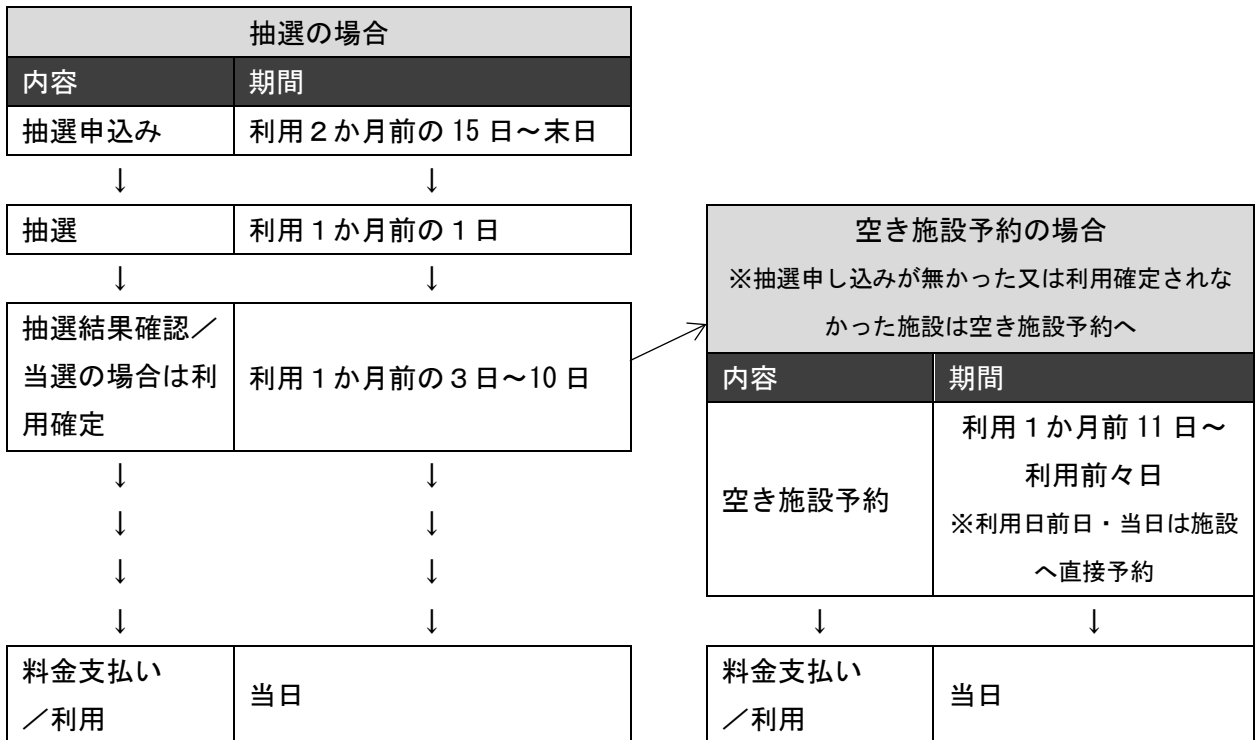 抽選の場合
内容 期間
抽選申込み 利用２か月前の 15 日～末日
↓ ↓
抽選 利用１か月前の１日
↓ ↓
抽選結果確認／
当選の場合は利
用確定
利用１か月前の３日～10 日
↓ ↓
↓ ↓
↓ ↓
↓ ↓
料金支払い
／利用
当日
空き施設予約の場合
※抽選申し込みが無かった又は利用確定されな
かった施設は空き施設予約へ
内容 期間
空き施設予約
利用１か月前 11 日～
利用前々日
※利用日前日・当日は施設
へ直接予約
↓ ↓
料金支払い
／利用
当日